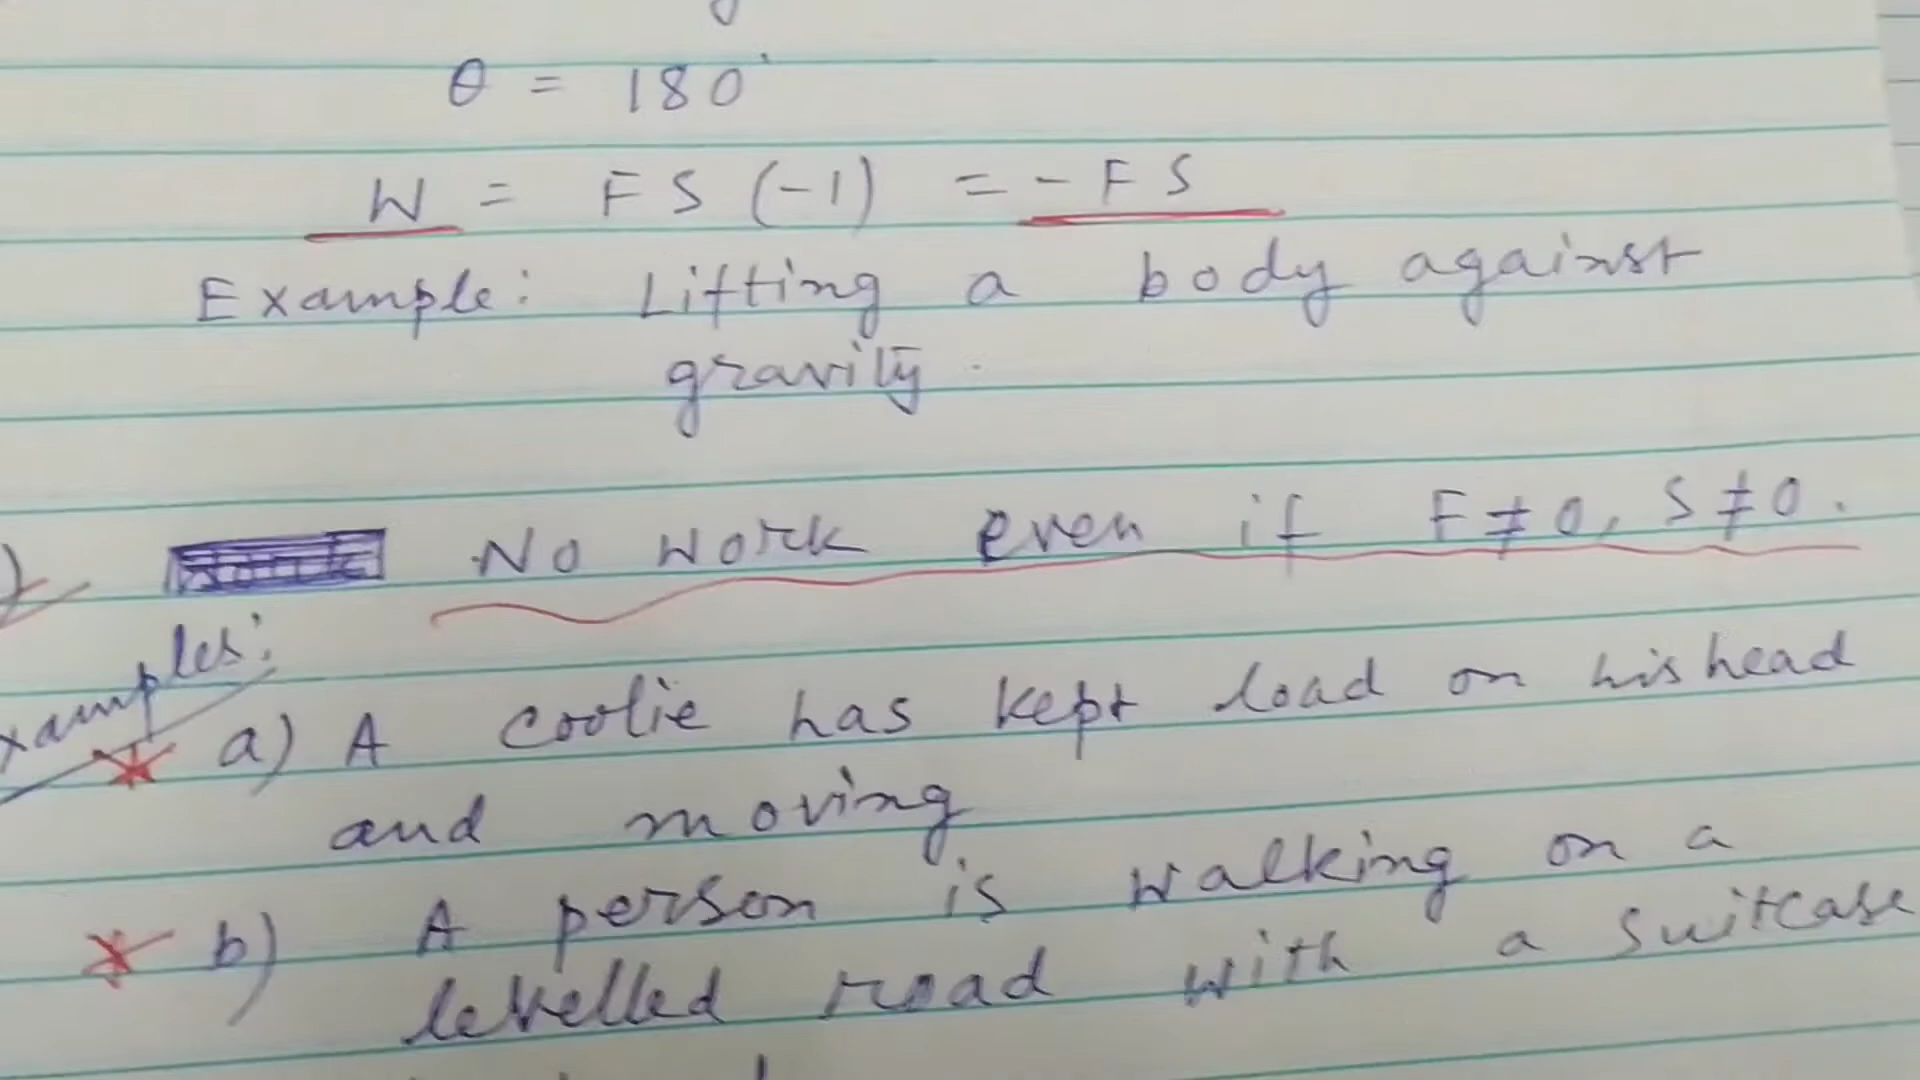 θ = 180°
W = FS (-1) = -FS
Example: Lifting a body against
gravity.
) No work even if F≠0, S≠0.
xamples:
a) A coolie has kept load on his head
and moving
b) A person is walking on a
levelled road with a suitcase